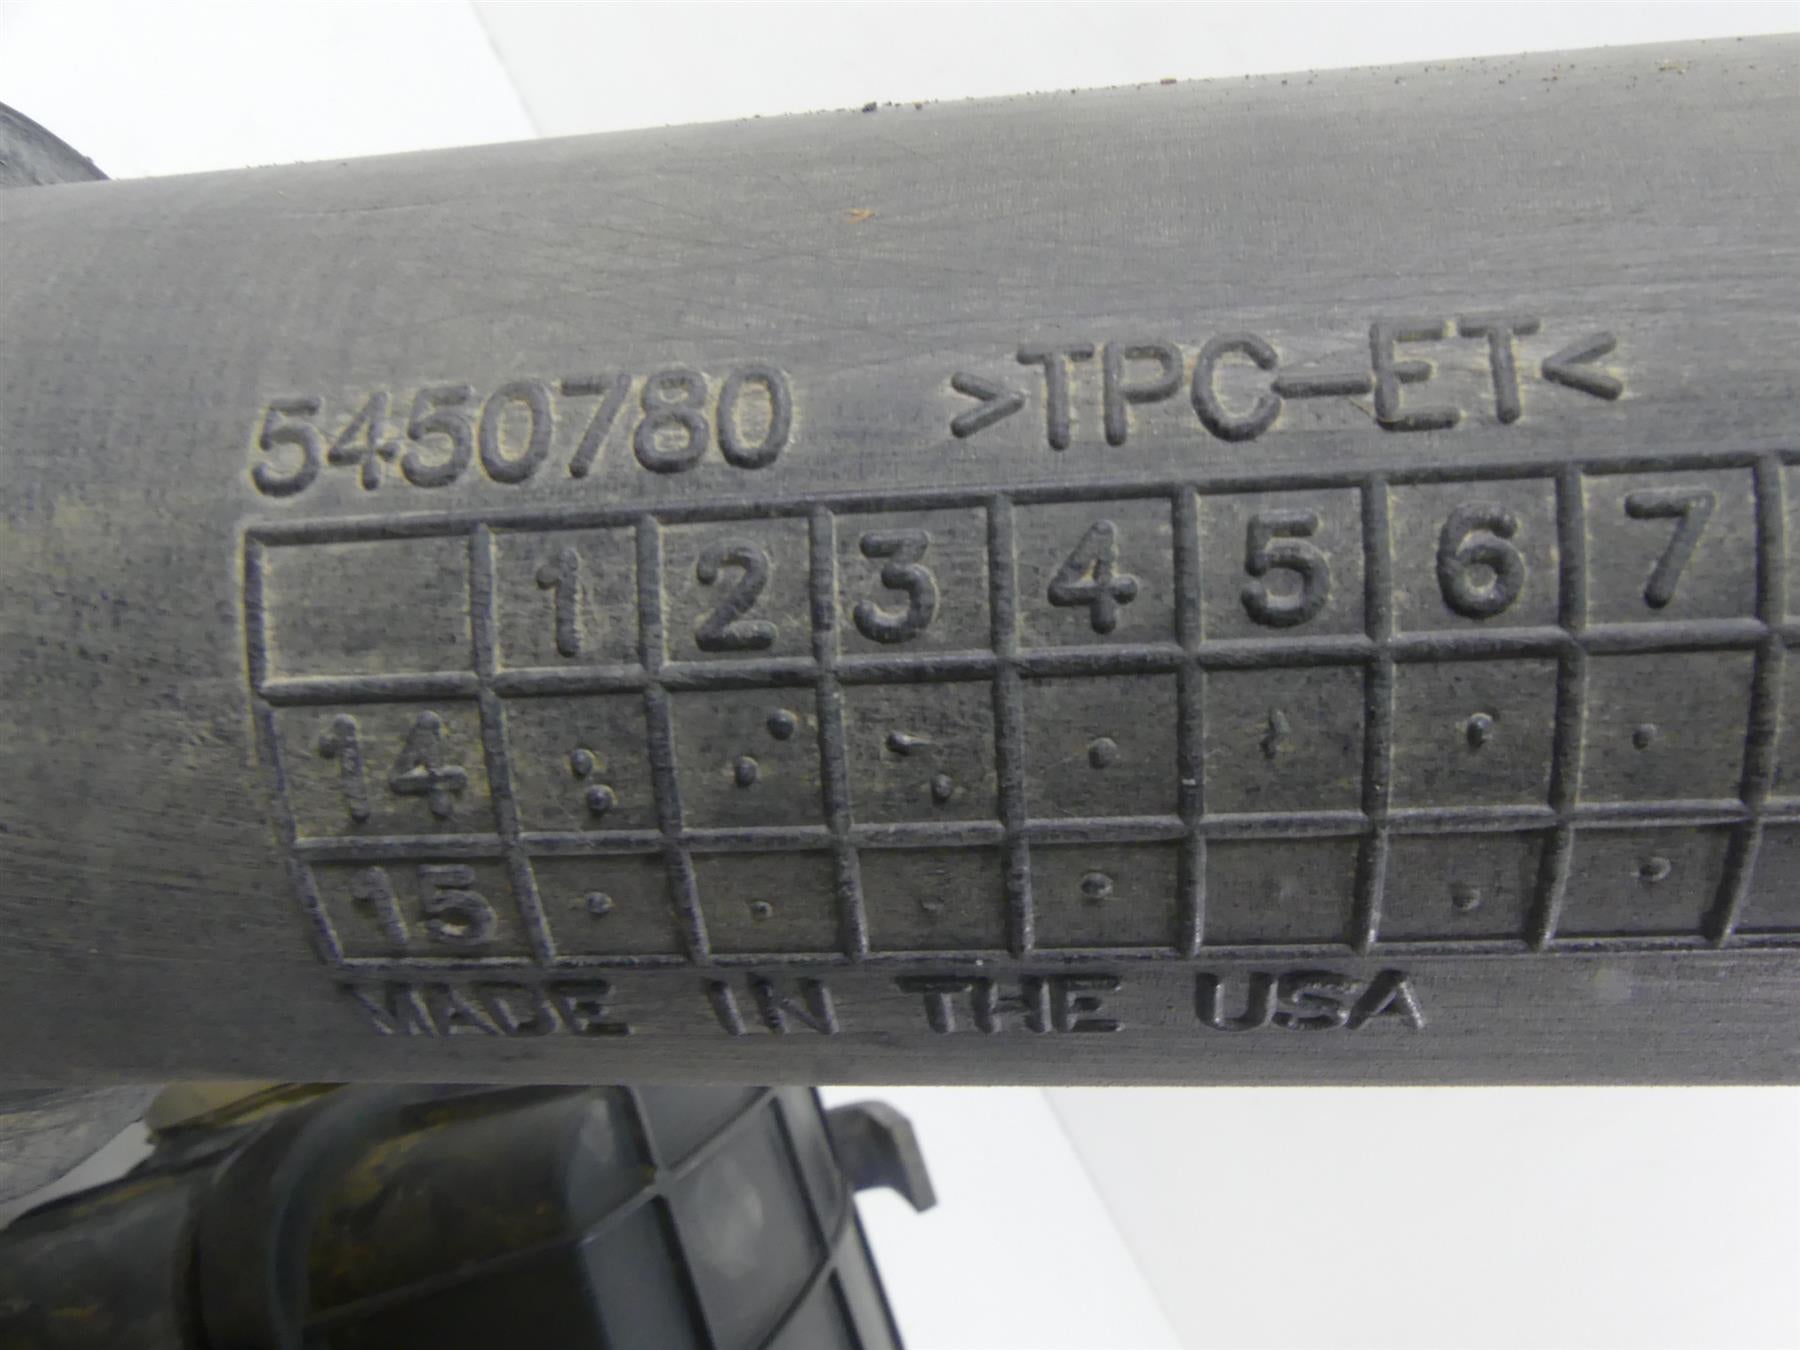 5450780 >TPC-ET<
1 2 3 4 5 6 7
14
15
MADE IN THE USA